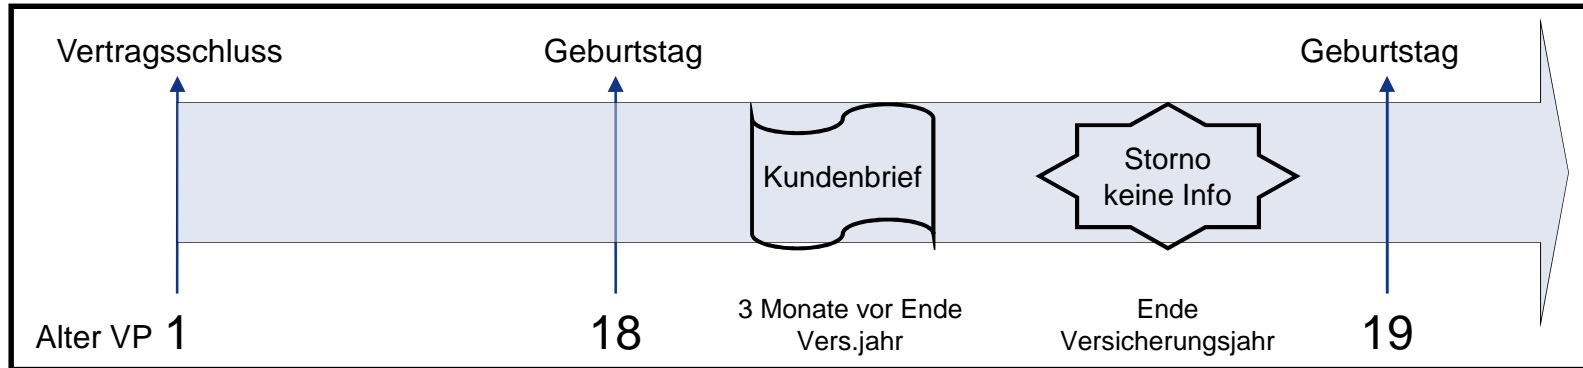 Vertragsschluss
Geburtstag
Geburtstag
Kundenbrief
Storno
keine Info
Alter VP 1
18
3 Monate vor Ende
Vers.jahr
Ende
Versicherungsjahr
19